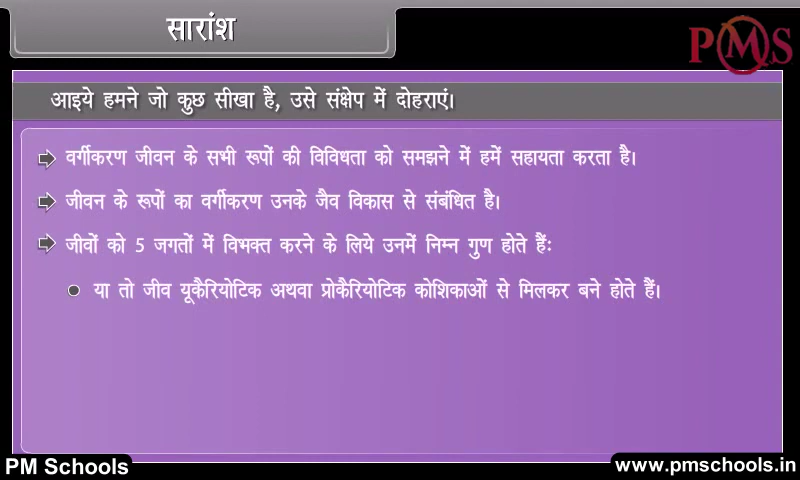 सारांश
PMS
आइये हमने जो कुछ सीखा है, उसे संक्षेप में दोहराएं।
वर्गीकरण जीवन के सभी रूपों की विविधता को समझने में हमें सहायता करता है।
जीवन के रूपों का वर्गीकरण उनके जैव विकास से संबंधित है।
जीवों को 5 जगतों में विभक्त करने के लिये उनमें निम्न गुण होते हैंः
या तो जीव यूकैरियोटिक अथवा प्रोकैरियोटिक कोशिकाओं से मिलकर बने होते हैं।
PM Schools
www.pmschools.in